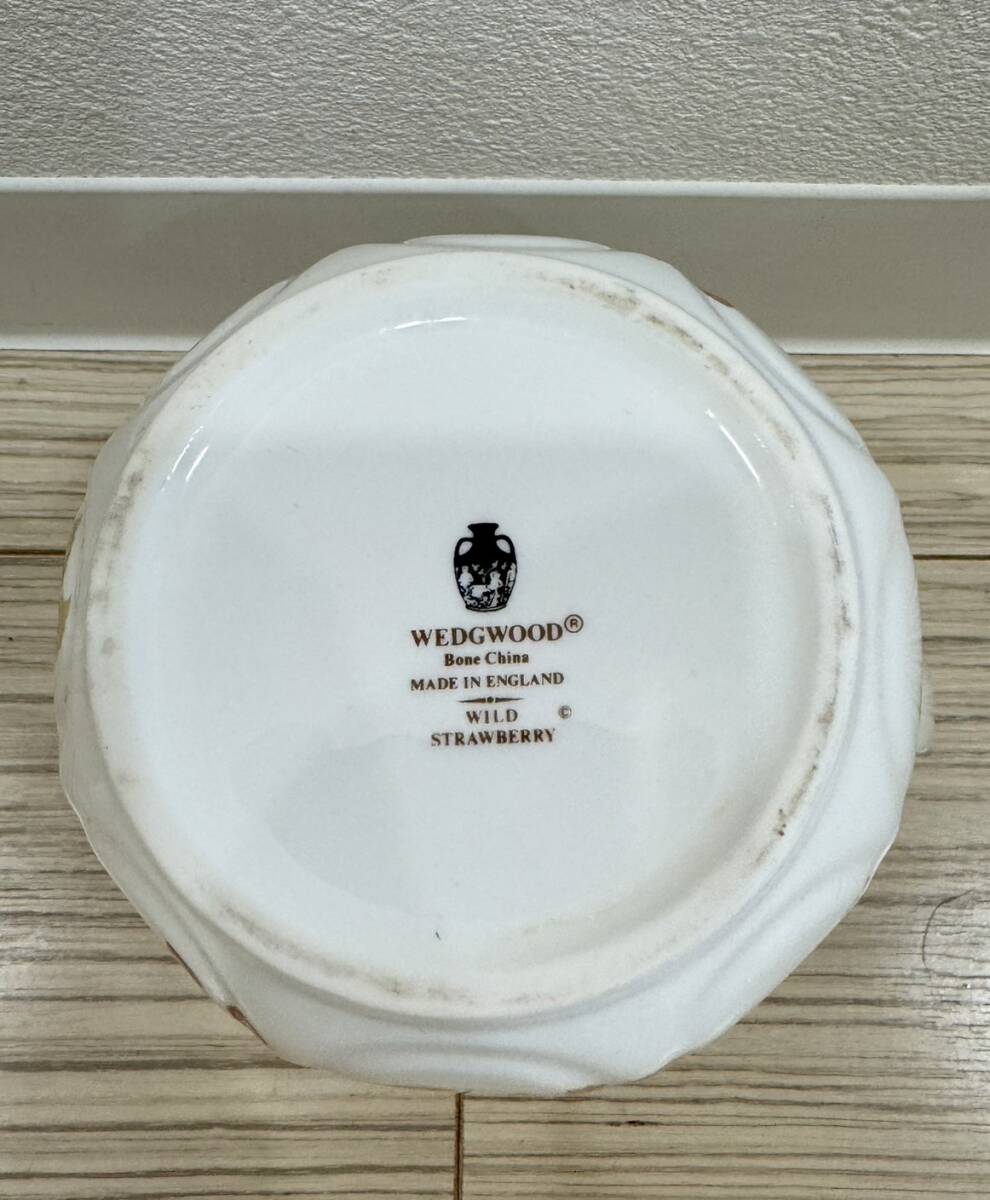 WEDGWOOD®
Bone China
MADE IN ENGLAND
WILD ©
STRAWBERRY